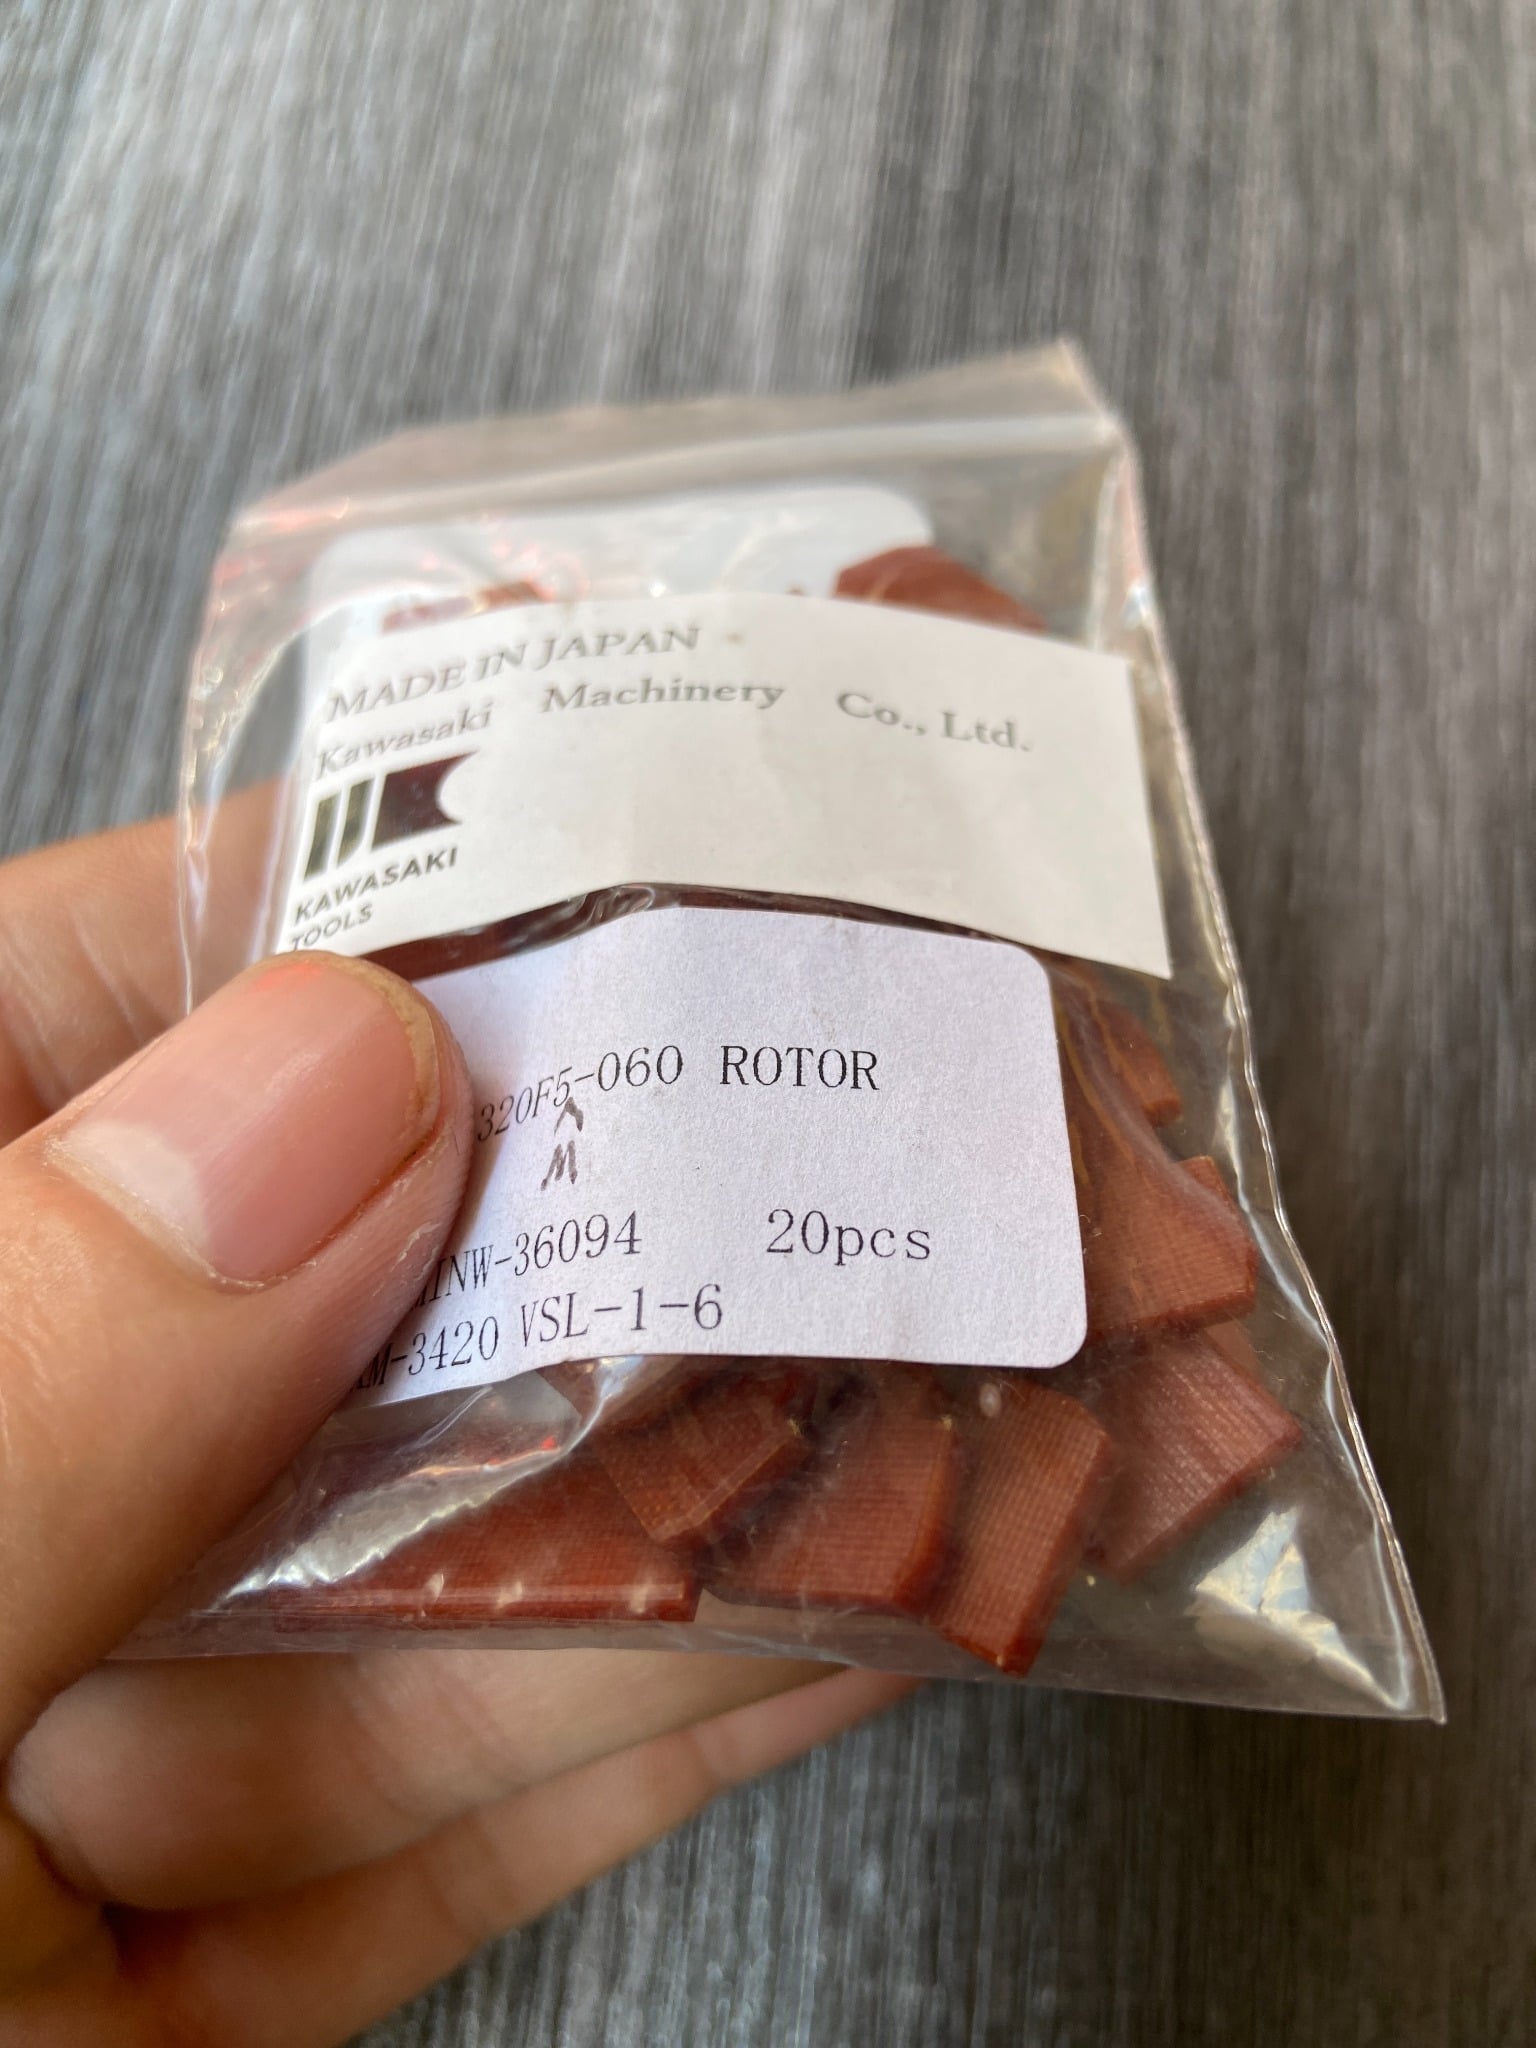 MADE IN JAPAN
Kawasaki Machinery Co., Ltd.
KAWASAKI
TOOLS
320F5-060 ROTOR
W
INW-36094 20pcs
M-3420 VSL-1-6